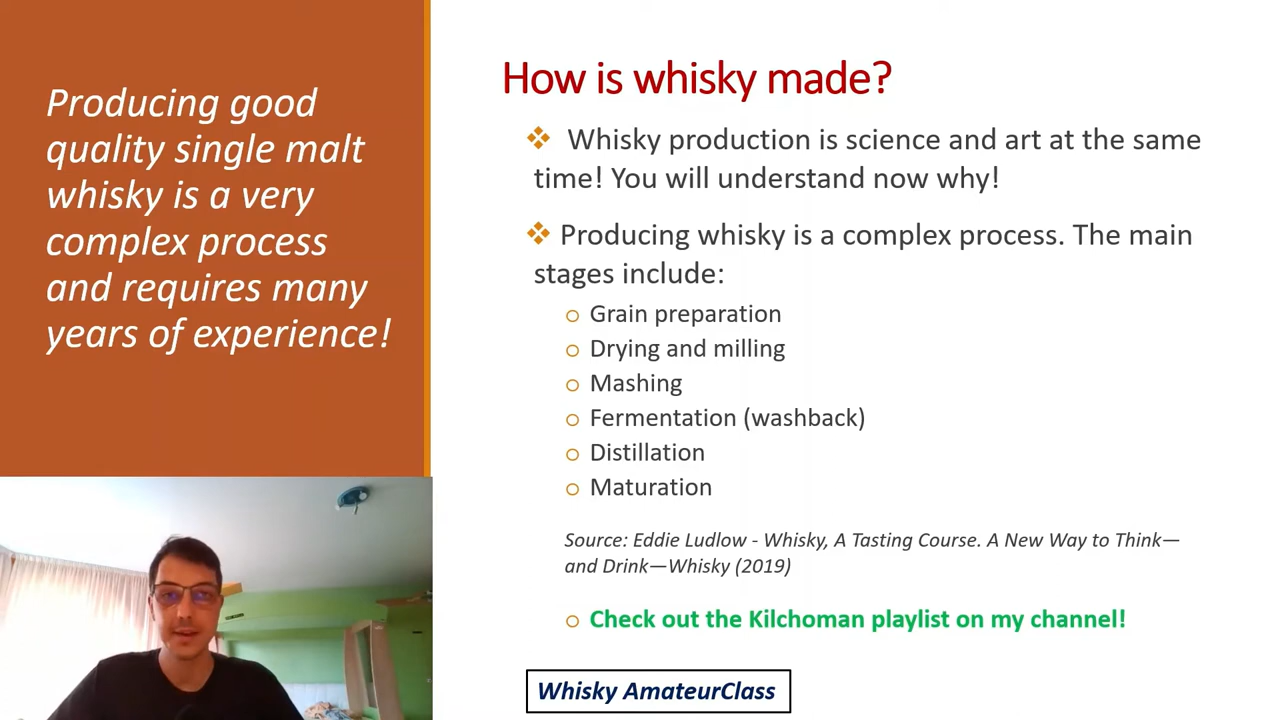 Producing good
quality single malt
whisky is a very
complex process
and requires many
years of experience!
How is whisky made?
❖ Whisky production is science and art at the same
time! You will understand now why!
❖ Producing whisky is a complex process. The main
stages include:
o Grain preparation
o Drying and milling
o Mashing
o Fermentation (washback)
o Distillation
o Maturation
Source: Eddie Ludlow - Whisky, A Tasting Course. A New Way to Think—
and Drink—Whisky (2019)
o Check out the Kilchoman playlist on my channel!
Whisky AmateurClass